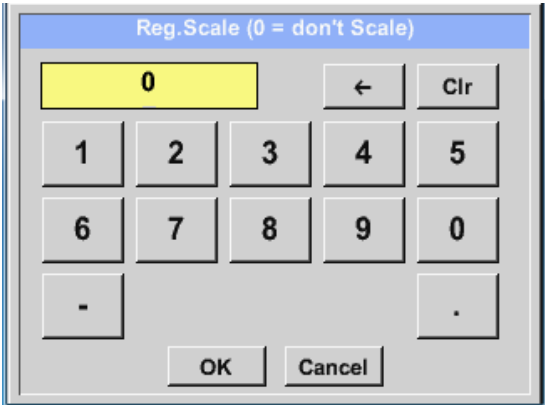 Reg.Scale (0 = don't Scale)
0 ← Clr
1 2 3 4 5
6 7 8 9 0
- .
OK Cancel